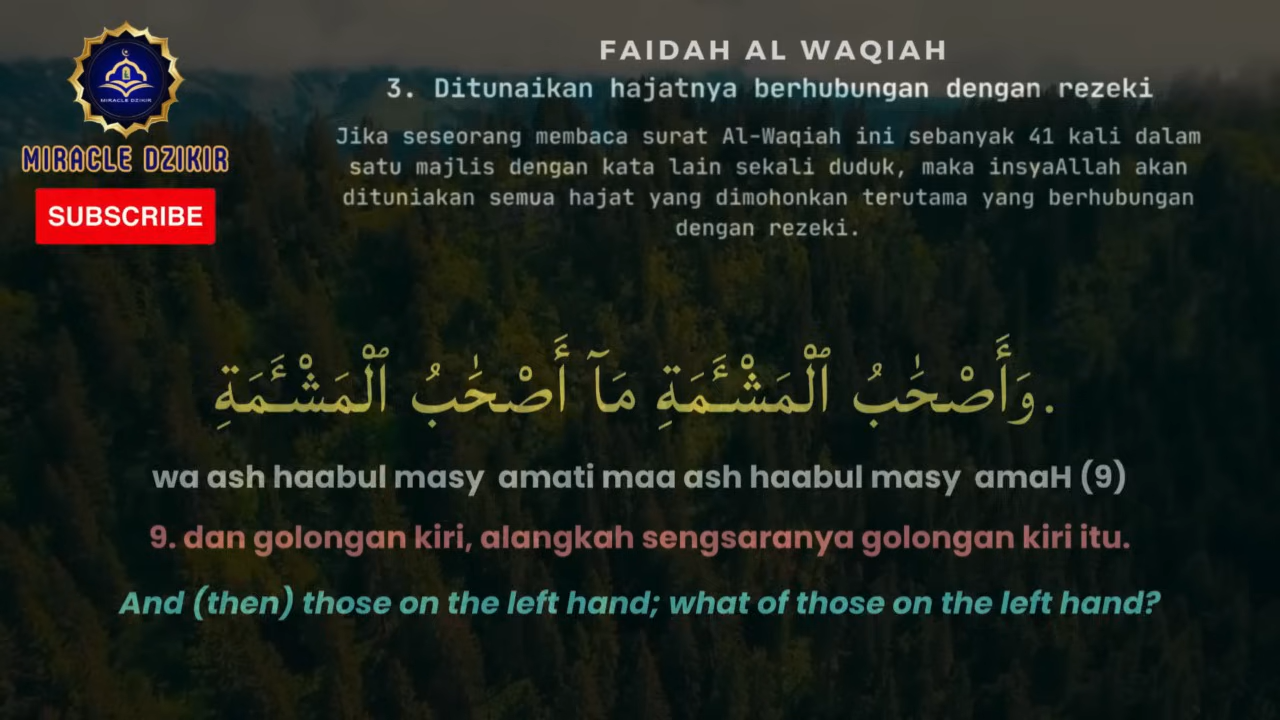 FAIDAH AL WAQIAH
3. Ditunaikan hajatnya berhubungan dengan rezeki
Jika seseorang membaca surat Al-Waqiah ini sebanyak 41 kali dalam
satu majlis dengan kata lain sekali duduk, maka insyaAllah akan
dituniakan semua hajat yang dimohonkan terutama yang berhubungan
dengan rezeki.
MIRACLE DZIKIR
MIRACLE DZIKIR
SUBSCRIBE
وَأَصْحَٰبُ ٱلْمَشْـَٔمَةِ مَآ أَصْحَٰبُ ٱلْمَشْـَٔمَةِ.
wa ash haabul masy  amati maa ash haabul masy  amaH (9)
9. dan golongan kiri, alangkah sengsaranya golongan kiri itu.
And (then) those on the left hand; what of those on the left hand?